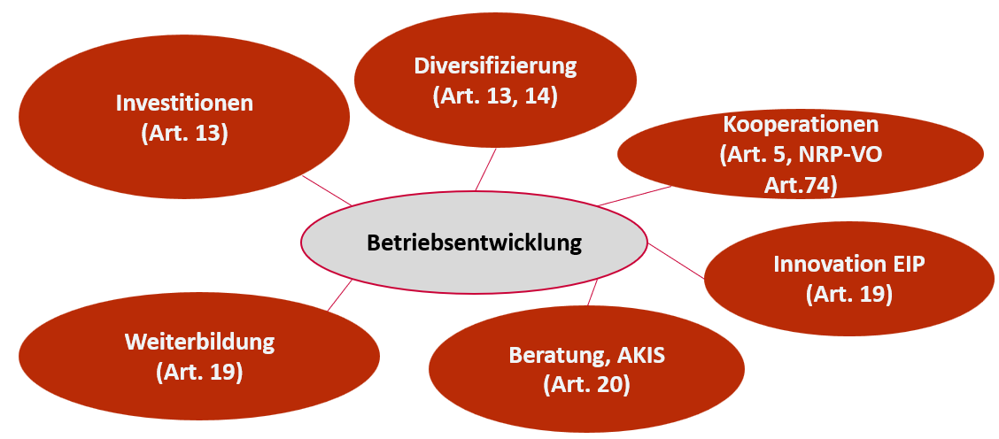 Diversifizierung
(Art. 13, 14)
Investitionen
(Art. 13)
Kooperationen
(Art. 5, NRP-VO
Art.74)
Betriebsentwicklung
Innovation EIP
(Art. 19)
Weiterbildung
(Art. 19)
Beratung, AKIS
(Art. 20)